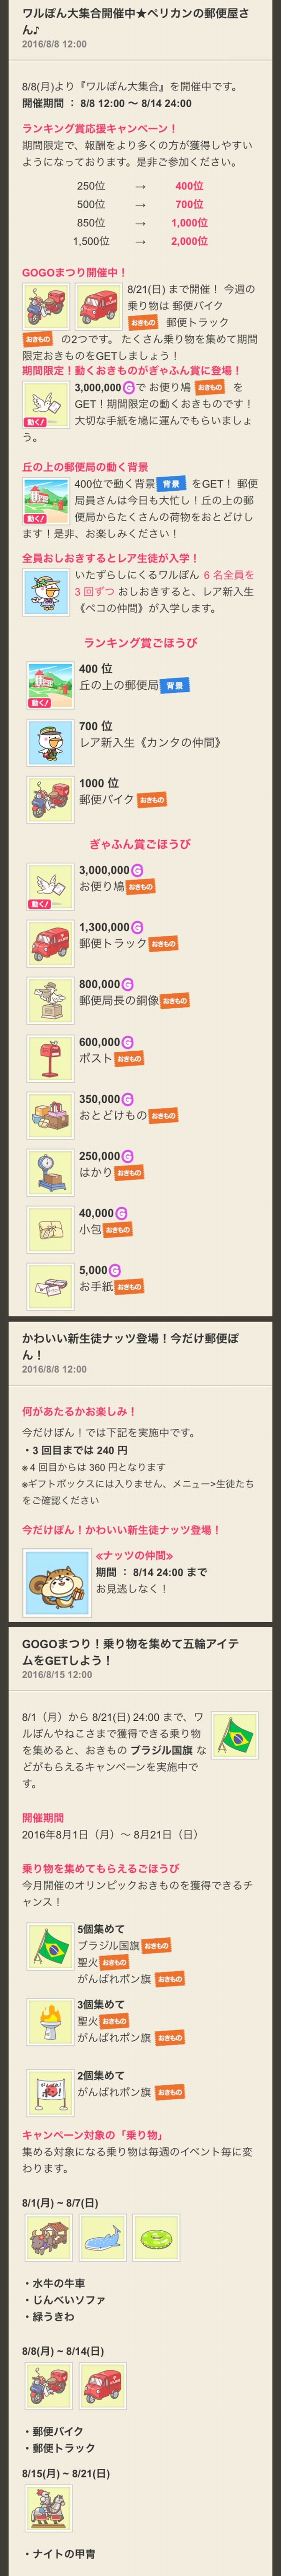 ワルぽん大集合開催中★ペリカンの郵便屋さ
ん♪
2016/8/8 12:00
8/8(月)より『ワルぽん大集合』を開催中です。
開催期間 ： 8/8 12:00 ～ 8/14 24:00
ランキング賞応援キャンペーン！
期間限定で、報酬をより多くの方が獲得しやすい
ようになっております。是非ご参加ください。
250位 → 400位
500位 → 700位
850位 → 1,000位
1,500位 → 2,000位
GOGOまつり開催中！
8/21(日) まで開催！ 今週の
乗り物は 郵便バイク
おきもの 郵便トラック
おきもの の2つです。 たくさん乗り物を集めて期間
限定おきものをGETしましょう！
期間限定！動くおきものがぎゃふん賞に登場！
3,000,000Gで お便り鳩 おきもの を
GET！期間限定の動くおきものです！
大切な手紙を鳩に運んでもらいましょ
動く!
う。
丘の上の郵便局の動く背景
400位で動く背景 背景 をGET！ 郵便
局員さんは今日も大忙し！丘の上の郵
便局からたくさんの荷物をおとどけし
動く!
ます！是非、お楽しみください！
全員おしおきするとレア生徒が入学！
いたずらしにくるワルぽん 6 名全員を
3 回ずつ おしおきすると、レア新入生
《ペコの仲間》が入学します。
ランキング賞ごほうび
400 位
丘の上の郵便局 背景
動く!
700 位
レア新入生《カンタの仲間》
1000 位
郵便バイク おきもの
ぎゃふん賞ごほうび
3,000,000G
お便り鳩 おきもの
動く!
1,300,000G
郵便トラック おきもの
800,000G
郵便局長の銅像 おきもの
600,000G
ポスト おきもの
350,000G
おとどけもの おきもの
250,000G
はかり おきもの
40,000G
小包 おきもの
5,000G
お手紙 おきもの
かわいい新生徒ナッツ登場！今だけ郵便ぽ
ん！
2016/8/8 12:00
何があたるかお楽しみ！
今だけぽん！では下記を実施中です。
・3 回目までは 240 円
※ 4 回目からは 360 円となります
※ギフトボックスには入りません、メニュー>生徒たち
をご確認ください
今だけぽん！かわいい新生徒ナッツ登場！
≪ナッツの仲間≫
期間 ： 8/14 24:00 まで
お見逃しなく！
GOGOまつり！乗り物を集めて五輪アイテ
ムをGETしよう！
2016/8/15 12:00
8/1（月）から 8/21(日) 24:00 まで、ワ
ルぽんやねこさまで獲得できる乗り物
を集めると、おきもの ブラジル国旗 な
どがもらえるキャンペーンを実施中で
す。
開催期間
2016年8月1日（月）～ 8月21日（日）
乗り物を集めてもらえるごほうび
今月開催のオリンピックおきものを獲得できるチ
ャンス！
5個集めて
ブラジル国旗 おきもの
聖火 おきもの
がんばれポン旗 おきもの
3個集めて
聖火 おきもの
がんばれポン旗 おきもの
2個集めて
がんばれポン旗 おきもの
キャンペーン対象の「乗り物」
集める対象になる乗り物は毎週のイベント毎に変
わります。
8/1(月) ~ 8/7(日)
・水牛の牛車
・じんべいソファ
・緑うきわ
8/8(月) ~ 8/14(日)
・郵便バイク
・郵便トラック
8/15(月) ~ 8/21(日)
・ナイトの甲冑